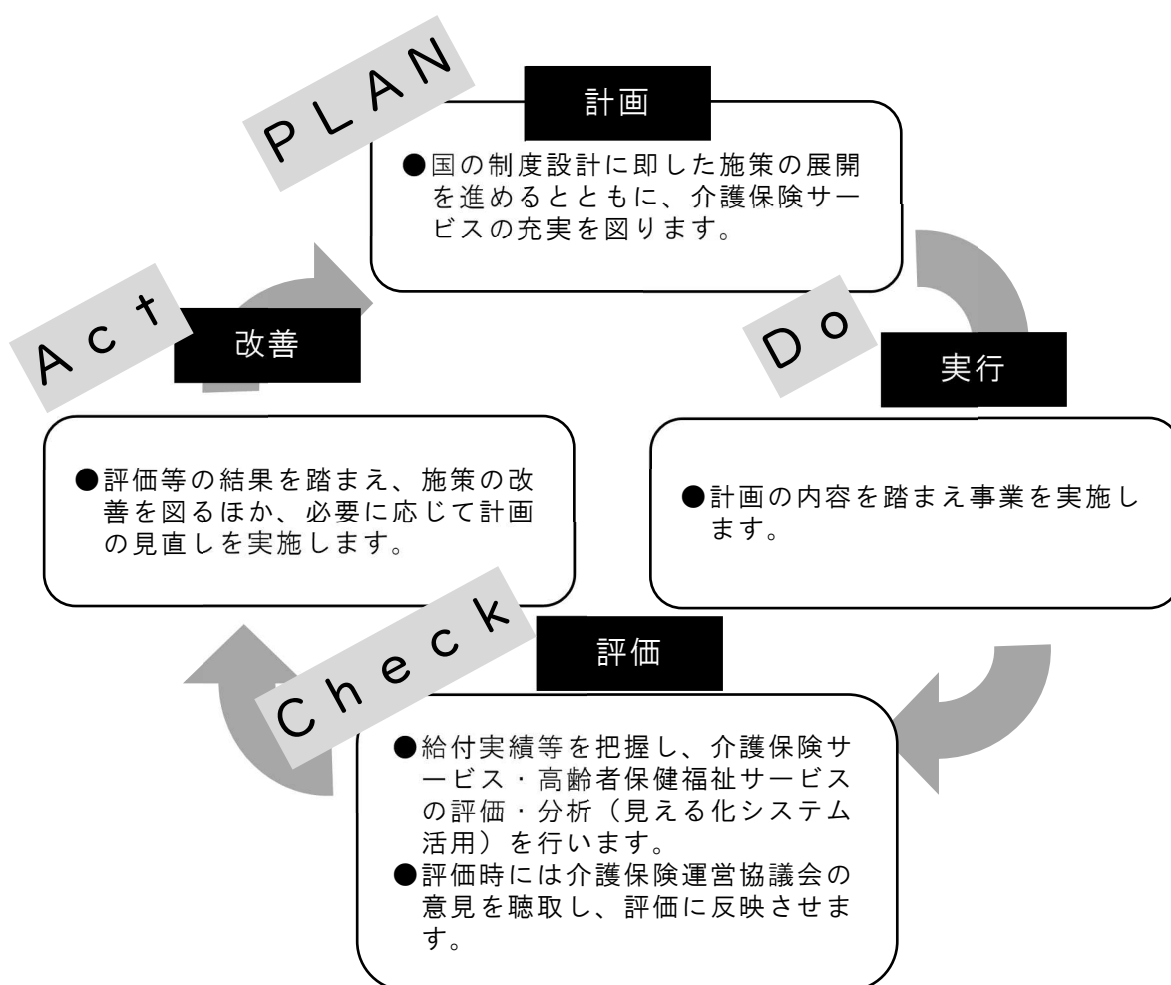 ＰＬＡＮ
計画
●国の制度設計に即した施策の展開
を進めるとともに、介護保険サー
ビスの充実を図ります。
Ｄｏ
実行
●計画の内容を踏まえ事業を実施し
ます。
Ｃｈｅｃｋ
評価
●給付実績等を把握し、介護保険サ
ービス・高齢者保健福祉サービス
の評価・分析（見える化システム
活用）を行います。
●評価時には介護保険運営協議会の
意見を聴取し、評価に反映させま
す。
Ａｃｔ
改善
●評価等の結果を踏まえ、施策の改
善を図るほか、必要に応じて計画
の見直しを実施します。